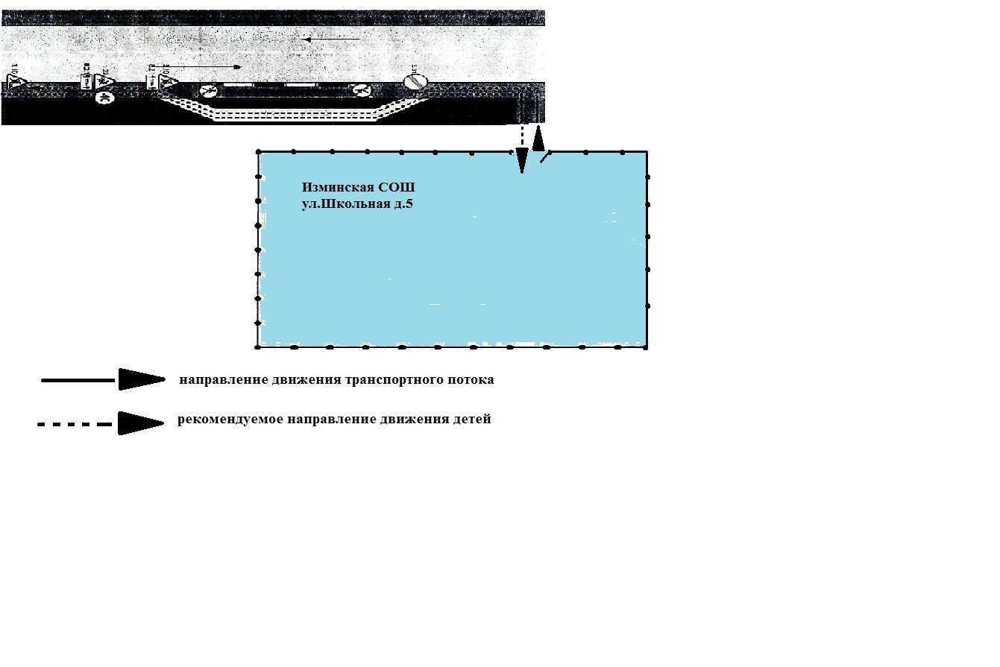 Изминская СОШ
ул.Школьная д.5
направление движения транспортного потока
рекомендуемое направление движения детей